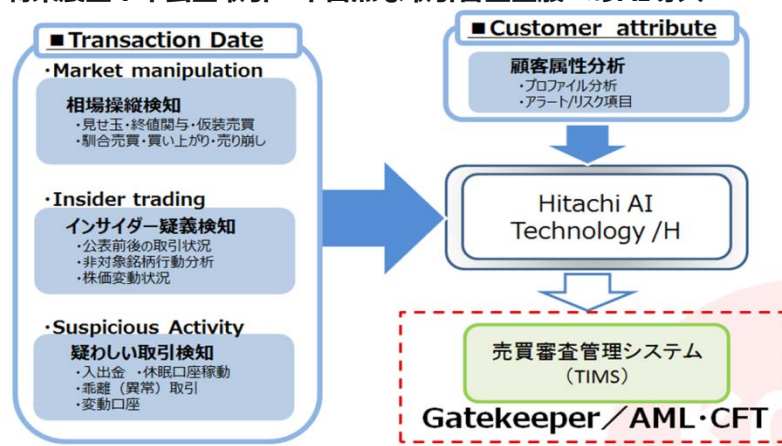 ■Transaction Date
・Market manipulation
相場操縦検知
・見せ玉・終値関与・仮装売買
・馴合売買・買い上がり・売り崩し
・Insider trading
インサイダー疑義検知
・公表前後の取引状況
・非対象銘柄行動分析
・株価変動状況
・Suspicious Activity
疑わしい取引検知
・入出金 ・休眠口座稼動
・乖離（異常）取引
・変動口座
■Customer attribute
顧客属性分析
・プロファイル分析
・アラート/リスク項目
Hitachi AI
Technology /H
売買審査管理システム
（TIMS）
Gatekeeper／AML・CFT